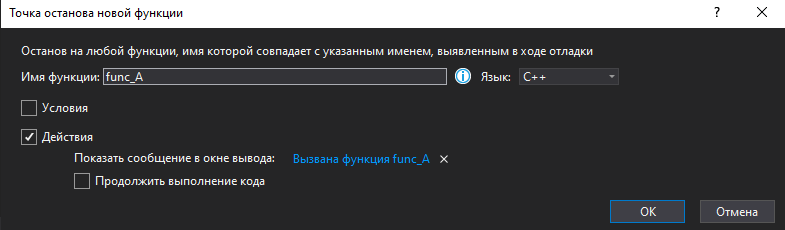 Точка останова новой функции
Останов на любой функции, имя которой совпадает с указанным именем, выявленным в ходе отладки
Имя функции: func_A Язык: C++
Условия
Действия
Показать сообщение в окне вывода: Вызвана функция func_A
Продолжить выполнение кода
ОК Отмена